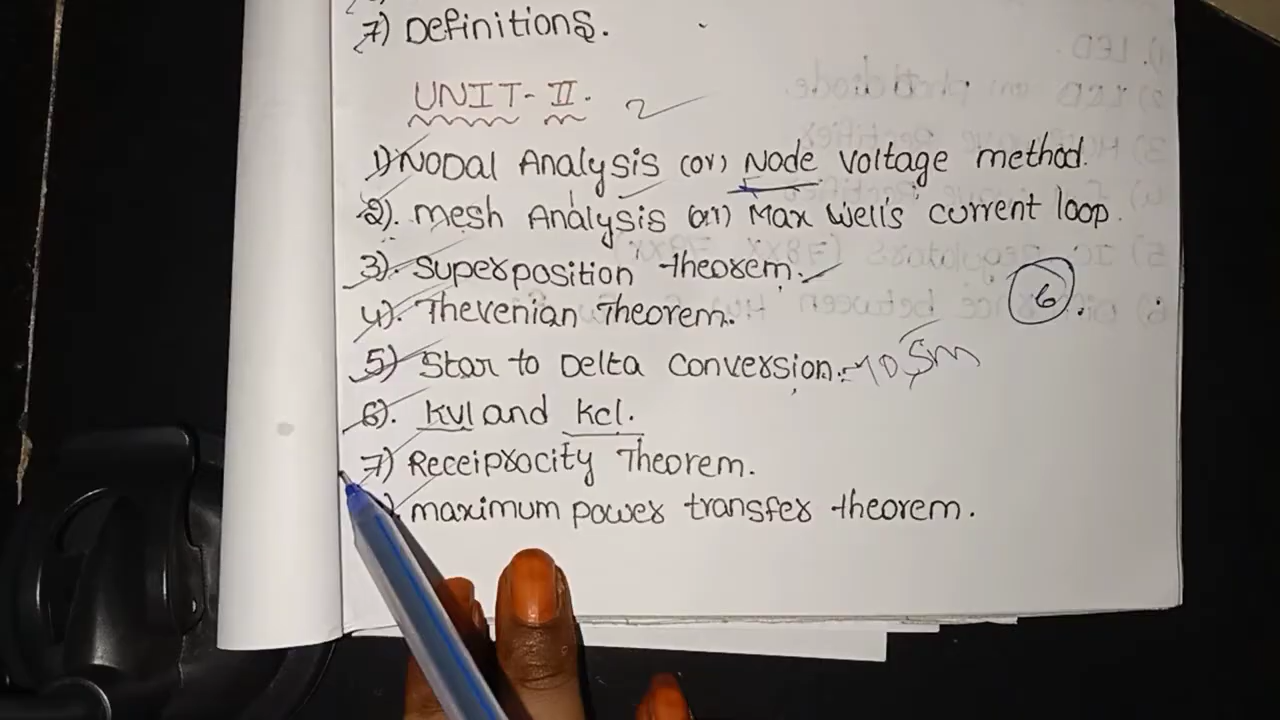 7) Definitions.
UNIT-II. 2
1) NODAL Analysis (or) Node voltage method.
2). mesh Analysis (or) Max well's current loop.
3). Superposition theorem.
6.
4). Thevenian Theorem.
5) Star to Delta conversion. 5m
6). kvl and kcl.
7) Receiprocity Theorem.
). maximum power transfer theorem.